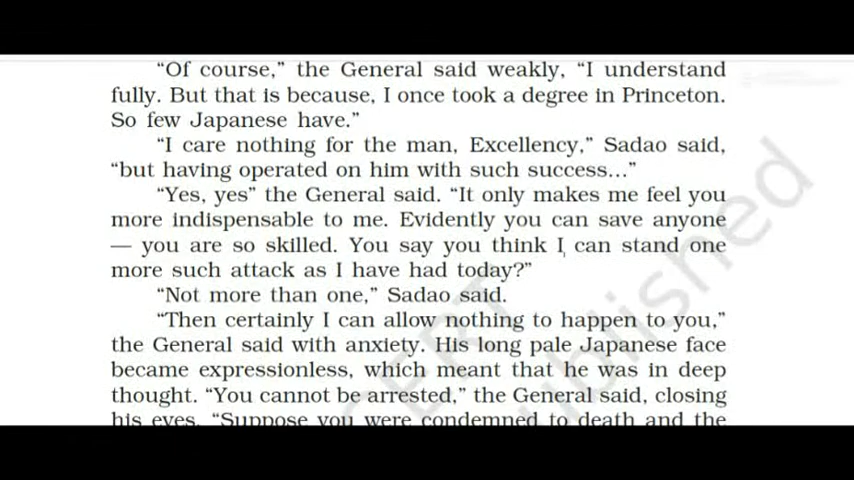 “Of course,” the General said weakly, “I understand
fully. But that is because, I once took a degree in Princeton.
So few Japanese have.”
“I care nothing for the man, Excellency,” Sadao said,
“but having operated on him with such success...”
“Yes, yes” the General said. “It only makes me feel you
more indispensable to me. Evidently you can save anyone
— you are so skilled. You say you think I can stand one
more such attack as I have had today?”
“Not more than one,” Sadao said.
“Then certainly I can allow nothing to happen to you,”
the General said with anxiety. His long pale Japanese face
became expressionless, which meant that he was in deep
thought. “You cannot be arrested,” the General said, closing
his eyes. “Suppose you were condemned to death and the